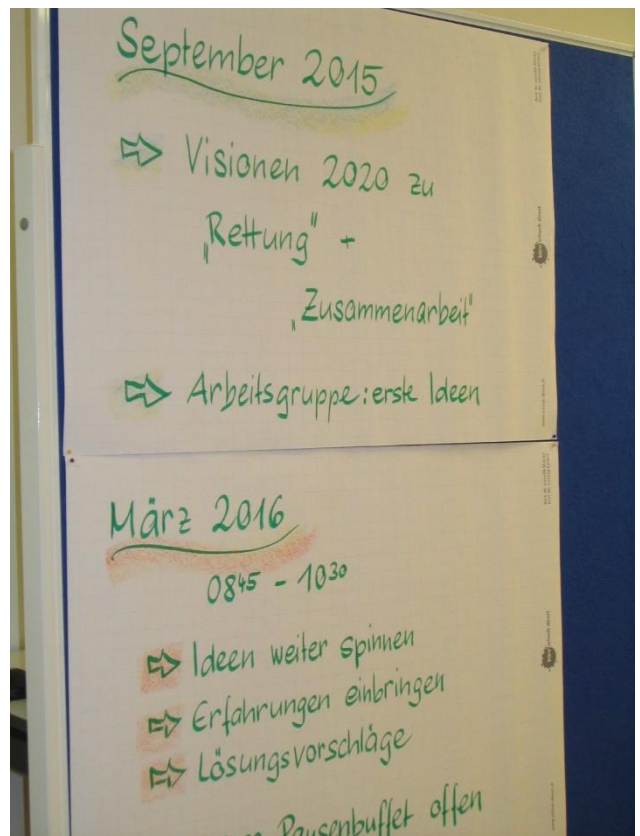 September 2015
⇨ Visionen 2020 zu
„Rettung" +
„Zusammenarbeit"
⇨ Arbeitsgruppe: erste Ideen
März 2016
08⁴⁵ - 10³⁰
⇨ Ideen weiter spinnen
⇨ Erfahrungen einbringen
⇨ Lösungsvorschläge
Pausenbuffet offen